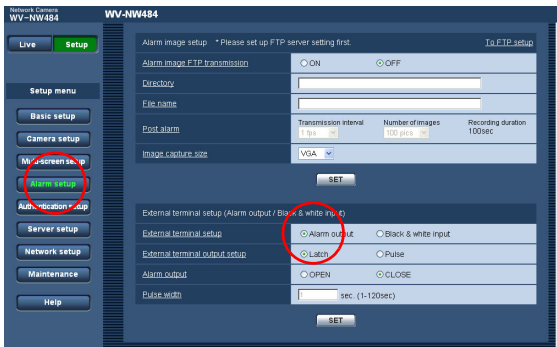 Network Camera
WV-NW484
WV-NW484
Live Setup
Setup menu
Basic setup
Camera setup
Multi-screen setup
Alarm setup
Authentication setup
Server setup
Network setup
Maintenance
Help
Alarm image setup * Please set up FTP server setting first. To FTP setup
Alarm image FTP transmission ON OFF
Directory
File name
Post alarm
Transmission interval Number of images Recording duration
1 fps 100 pics 100sec
Image capture size VGA
SET
External terminal setup (Alarm output / Black & white input)
External terminal setup Alarm output Black & white input
External terminal output setup Latch Pulse
Alarm output OPEN CLOSE
Pulse width 1 sec. (1-120sec)
SET